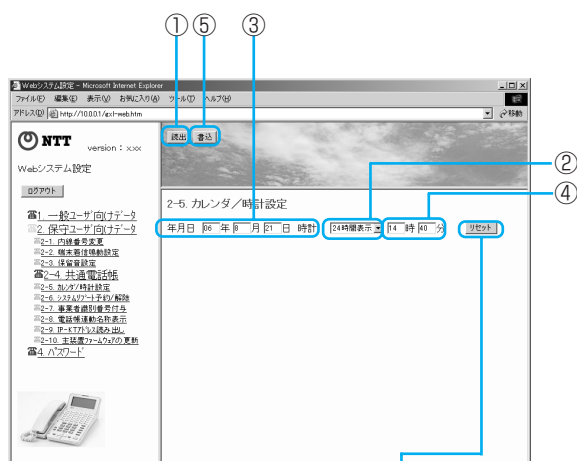 ① ⑤ ③
Webシステム設定 - Microsoft Internet Explorer
ファイル(F) 編集(E) 表示(V) お気に入り(A) ツール(T) ヘルプ(H)
アドレス(D) http://10.0.0.1/gxl-web.htm 移動
NTT
version : x.xx
読出 書込
②
Webシステム設定
④
ログアウト
2-5. カレンダ/時計設定
年月日 06 年 8 月 21 日 時計 24時間表示 14 時 40 分 リセット
1. 一般ユーザ向けデータ
2. 保守ユーザ向けデータ
2-1. 内線番号変更
2-2. 端末着信鳴動設定
2-3. 保留音設定
2-4. 共通電話帳
2-5. カレンダ/時計設定
2-6. システムリブート予約/解除
2-7. 事業者識別番号付与
2-8. 電話帳連動名称表示
2-9. IP-KTアドレス読み出し
2-10. 主装置ファームウェアの更新
4. パスワード